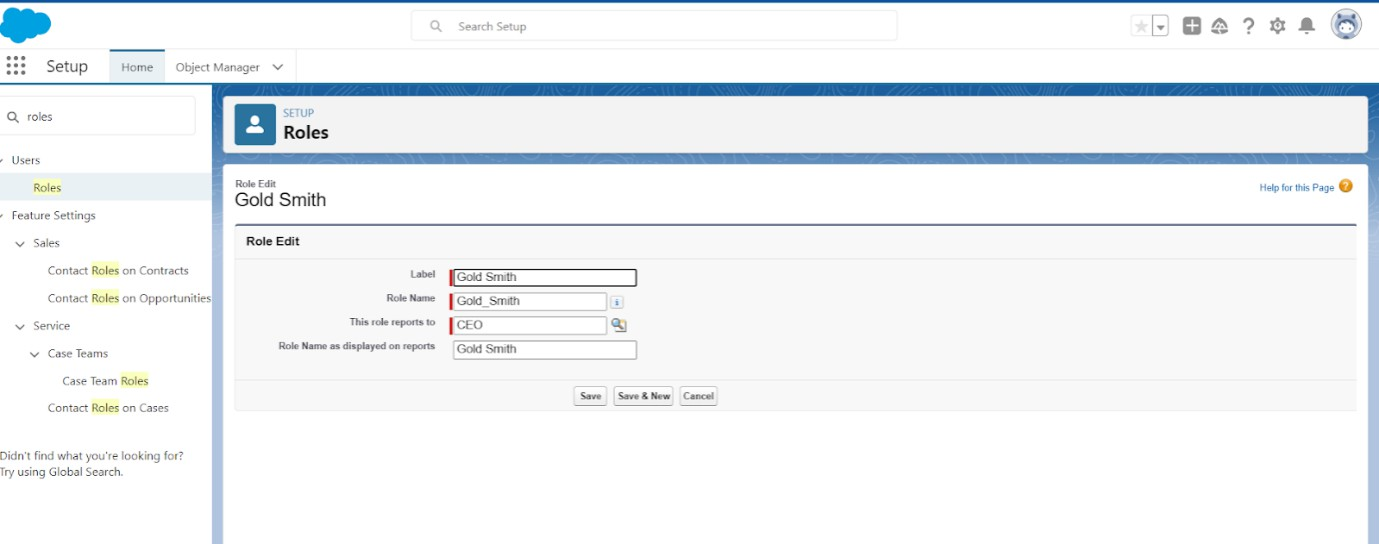 Search Setup
Setup
Home
Object Manager
roles
Users
Roles
Feature Settings
Sales
Contact Roles on Contracts
Contact Roles on Opportunities
Service
Case Teams
Case Team Roles
Contact Roles on Cases
Didn't find what you're looking for?
Try using Global Search.
SETUP
Roles
Role Edit
Gold Smith
Help for this Page ?
Role Edit
Label Gold Smith
Role Name Gold_Smith i
This role reports to CEO
Role Name as displayed on reports Gold Smith
Save Save & New Cancel